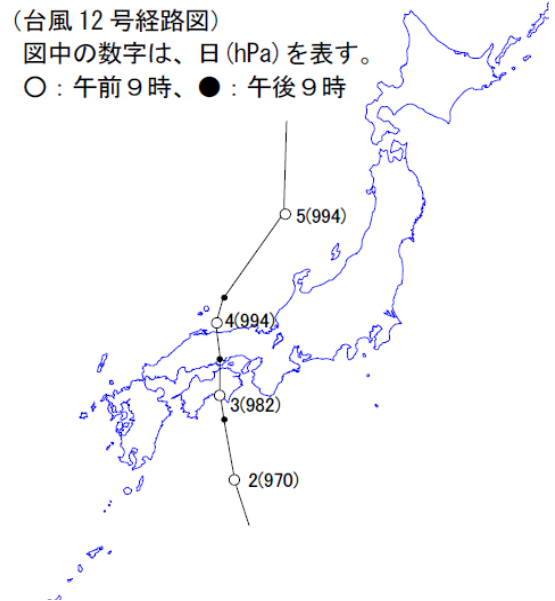 (台風12号経路図)
図中の数字は、日(hPa)を表す。
○：午前９時、●：午後９時
5(994)
4(994)
3(982)
2(970)